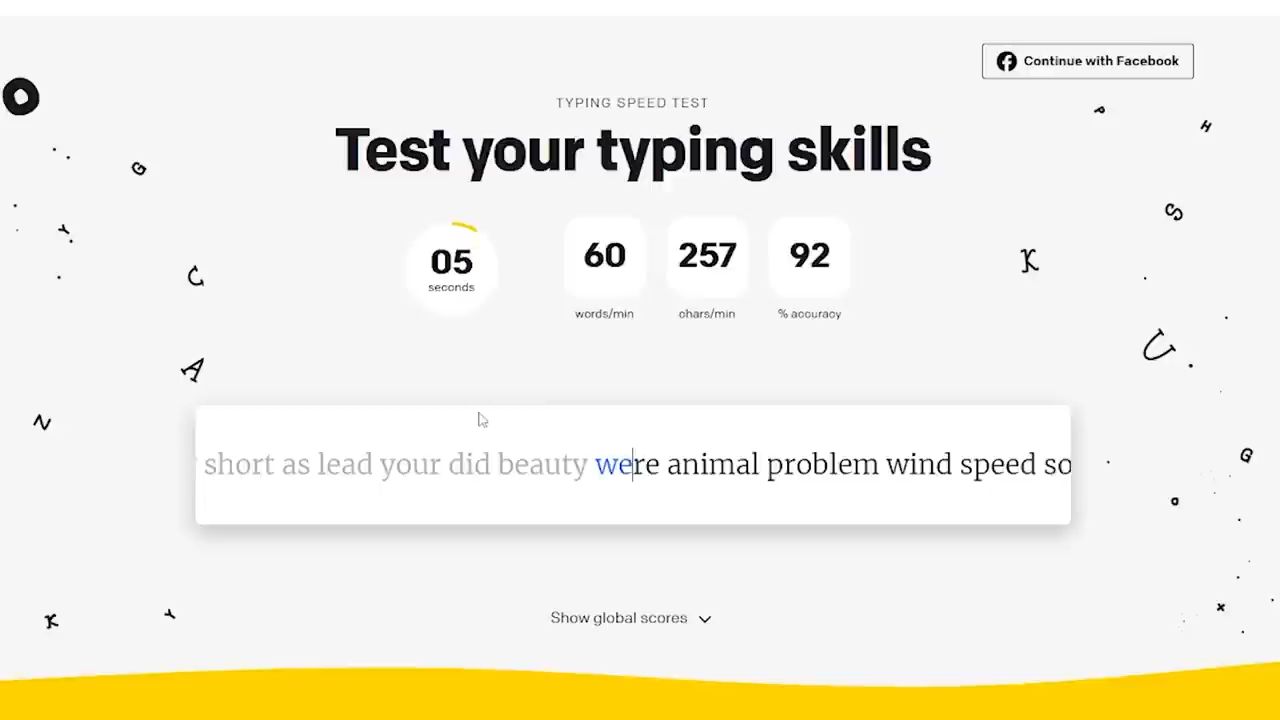 Continue with Facebook
TYPING SPEED TEST
Test your typing skills
05
seconds
60
words/min
257
chars/min
92
% accuracy
short as lead your did beauty were animal problem wind speed so
Show global scores
O
G
Y
C
A
N
K
Y
P
H
S
K
U
G
a
x